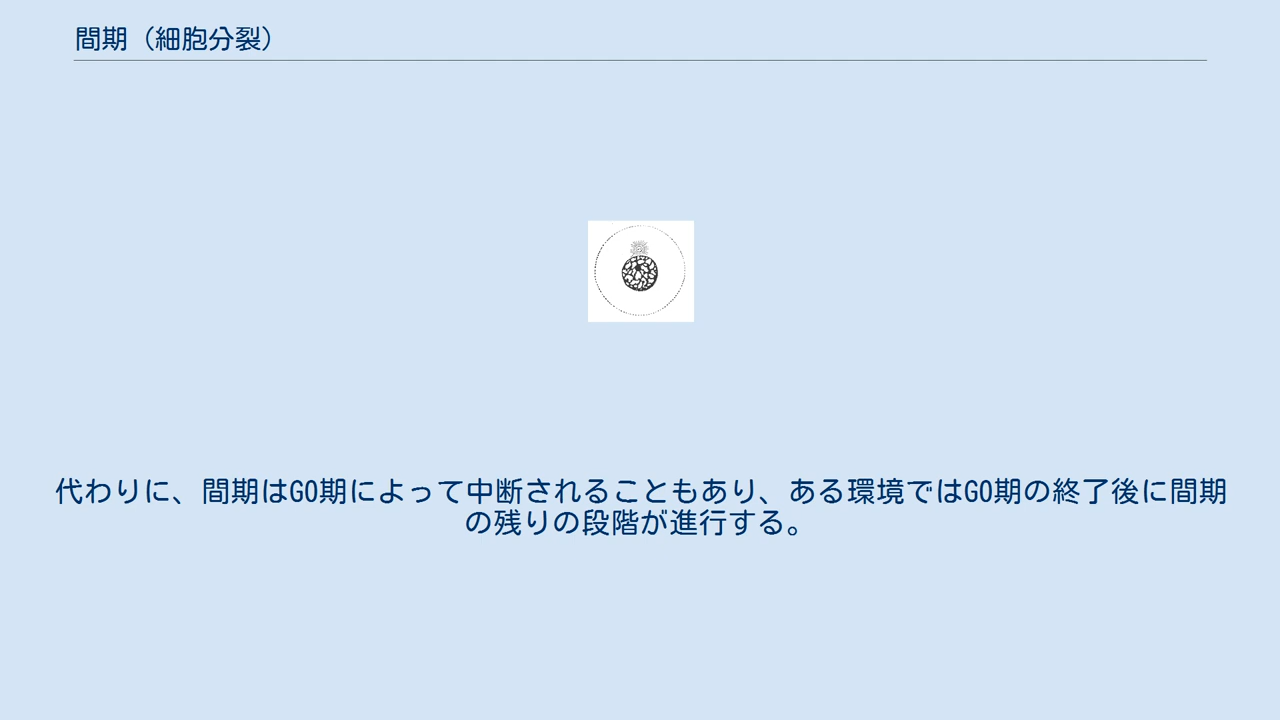 間期（細胞分裂）
代わりに、間期はG0期によって中断されることもあり、ある環境ではG0期の終了後に間期
の残りの段階が進行する。